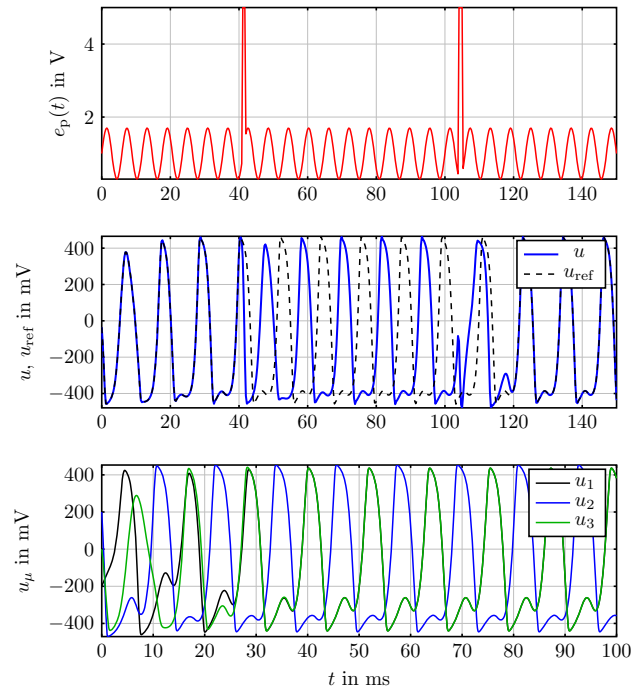 e_p(t) in V
4
2
0 20 40 60 80 100 120 140
u, u_ref in mV
400
200
0
−200
−400
u
u_ref
0 20 40 60 80 100 120 140
u_μ in mV
400
200
0
−200
−400
u_1
u_2
u_3
0 10 20 30 40 50 60 70 80 90 100
t in ms